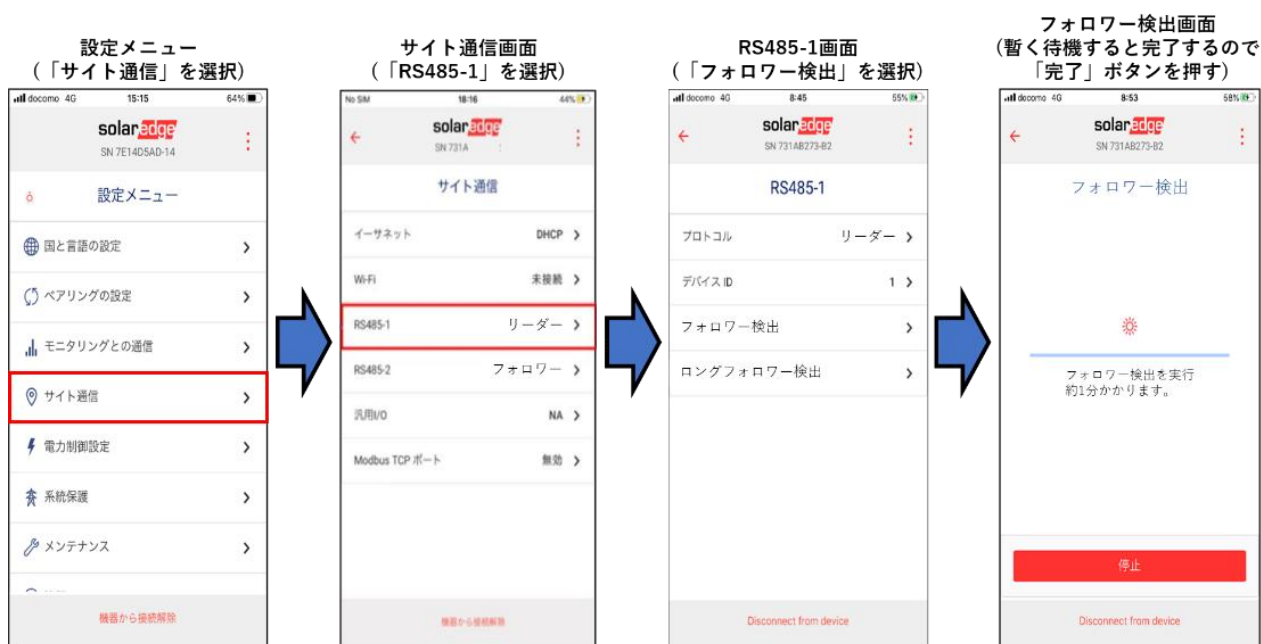 設定メニュー
(「サイト通信」を選択)
docomo 4G 15:15 64%
solaredge
SN 7E14D5AD-14
設定メニュー
国と言語の設定
ペアリングの設定
モニタリングとの通信
サイト通信
電力制御設定
系統保護
メンテナンス
機器から接続解除
サイト通信画面
(「RS485-1」を選択)
No SIM 18:16 44%
solaredge
SN 731A
サイト通信
イーサネット DHCP
Wi-Fi 未接続
RS485-1 リーダー
RS485-2 フォロワー
汎用I/O NA
Modbus TCP ポート 無効
機器から接続解除
RS485-1画面
(「フォロワー検出」を選択)
docomo 4G 8:45 55%
solaredge
SN 731AB273-B2
RS485-1
プロトコル リーダー
デバイス ID 1
フォロワー検出
ロングフォロワー検出
Disconnect from device
フォロワー検出画面
(暫く待機すると完了するので
「完了」ボタンを押す)
docomo 4G 8:53 58%
solaredge
SN 731AB273-B2
フォロワー検出
フォロワー検出を実行
約1分かかります。
停止
Disconnect from device